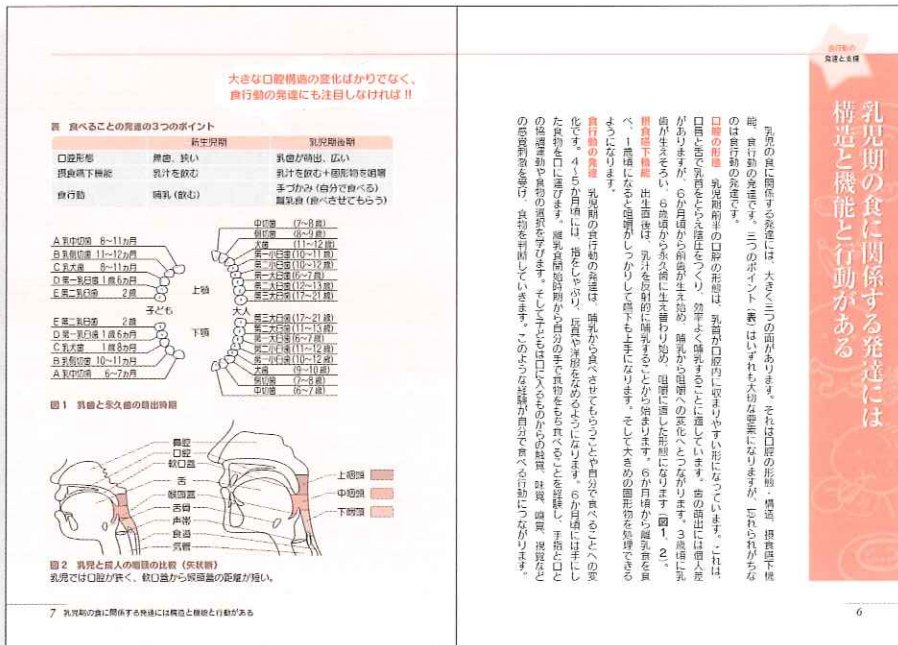 食行動の
発達と支援
乳児期の食に関係する発達には
構造と機能と行動がある
乳児の食に関係する発達には、大きく三つの面があります。それは口腔の形態・構造、摂食嚥下機
能、食行動の発達です。三つのポイント(表)はいずれも大切な要素になりますが、忘れられがちな
のは食行動の発達です。
口腔の形態 乳児期前半の口腔の形態は、乳首が口腔内に収まりやすい形になっています。これは、
口唇と舌で乳首をとらえ陰圧をつくり、効率よく哺乳することに適しています。歯の萌出には個人差
がありますが、6か月頃から前歯が生え始め、哺乳から咀嚼への変化へとつながります。3歳頃に乳
歯が生えそろい、6歳頃から永久歯に生え替わり始め、咀嚼に適した形態になります(図1、2)。
摂食嚥下機能 出生直後は、乳汁を反射的に哺乳することから始まります。6か月頃から離乳食を食
べ、1歳頃になると咀嚼がしっかりして嚥下も上手になります。そして大きめの固形物を処理できる
ようになります。
食行動の発達 乳児期の食行動の発達は、哺乳から食べさせてもらうことや自分で食べることへの変
化です。4〜5か月頃には、指をしゃぶり、玩具や洋服をなめるようになります。6か月頃には手にし
た食物を口に運びます。離乳食開始時期から自分の手で食物をもち食べることを経験し、手指と口と
の協調運動や食物の選択を学びます。そして子どもは口に入るものからの触覚、味覚、嗅覚、視覚など
の感覚刺激を受け、食物を判断していきます。このような経験が自分で食べる行動につながります。
6
大きな口腔構造の変化ばかりでなく、
食行動の発達にも注目しなければ!!
表 食べることの発達の3つのポイント
新生児期 乳児期後期
口腔形態 無歯、狭い 乳歯が萌出、広い
摂食嚥下機能 乳汁を飲む 乳汁を飲む+固形物を咀嚼
食行動 哺乳(飲む) 手づかみ(自分で食べる)
離乳食(食べさせてもらう)
A 乳中切歯 8〜11ヵ月
B 乳側切歯 11〜12ヵ月
C 乳犬歯 8〜11ヵ月
D 第一乳臼歯 1歳6ヵ月
E 第二乳臼歯 2歳
子ども
E 第二乳臼歯 2歳
D 第一乳臼歯 1歳6ヵ月
C 乳犬歯 1歳8ヵ月
B 乳側切歯 10〜11ヵ月
A 乳中切歯 6〜7ヵ月
上顎
下顎
中切歯 (7〜8歳)
側切歯 (8〜9歳)
犬歯 (11〜12歳)
第一小臼歯 (10〜11歳)
第二小臼歯 (10〜12歳)
第一大臼歯 (6〜7歳)
第二大臼歯 (12〜13歳)
第三大臼歯 (17〜21歳)
大人
第三大臼歯 (17〜21歳)
第二大臼歯 (11〜13歳)
第一大臼歯 (6〜7歳)
第二小臼歯 (11〜12歳)
第一小臼歯 (10〜12歳)
犬歯 (9〜10歳)
側切歯 (7〜8歳)
中切歯 (6〜7歳)
図1 乳歯と永久歯の萌出時期
鼻腔
口腔
軟口蓋
舌
喉頭蓋
舌骨
声帯
食道
気管
上咽頭
中咽頭
下咽頭
図2 乳児と成人の咽頭の比較(矢状断)
乳児では口腔が狭く、軟口蓋から喉頭蓋の距離が短い。
7 乳児期の食に関係する発達には構造と機能と行動がある